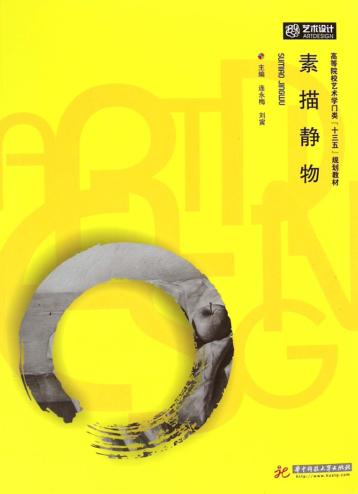 艺术设计
ARTDESIGN
高等院校艺术学门类“十三五”规划教材
素描静物
SUMIAO JINGWU
主编 连永梅 刘寅
华中科技大学出版社
http://www.hustp.com